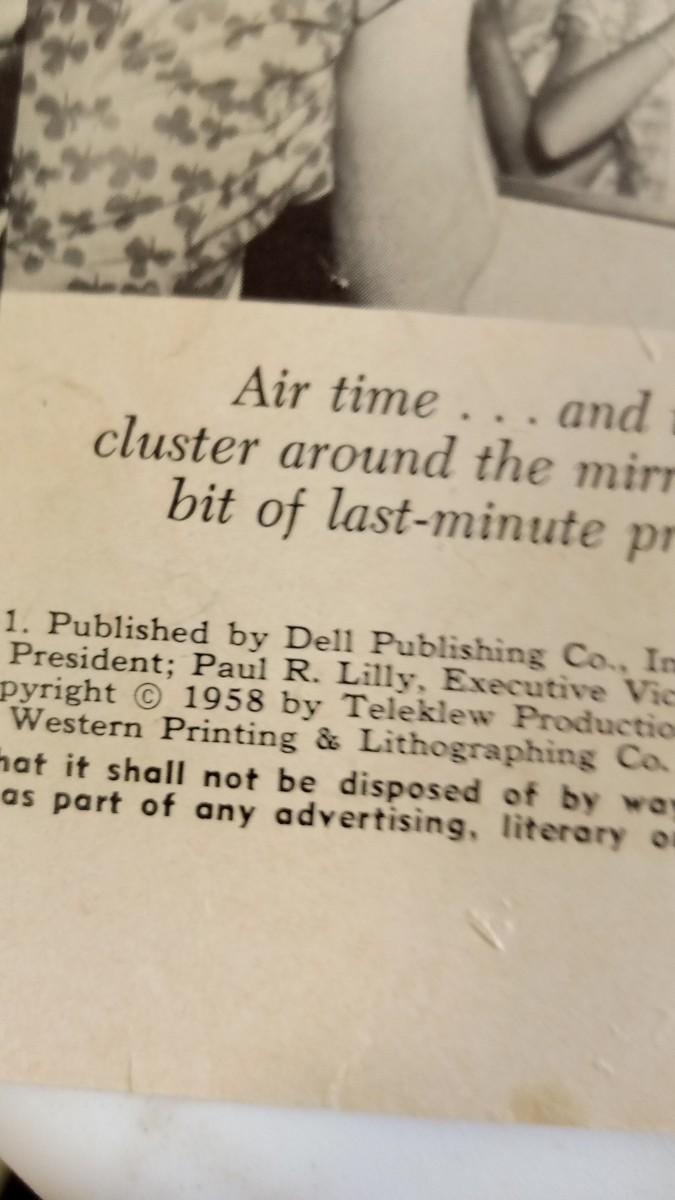 Air time . . . and
cluster around the mirr
bit of last-minute pr
1. Published by Dell Publishing Co., In
President; Paul R. Lilly, Executive Vic
pyright © 1958 by Teleklew Productio
Western Printing & Lithographing Co.
hat it shall not be disposed of by way
as part of any advertising, literary o